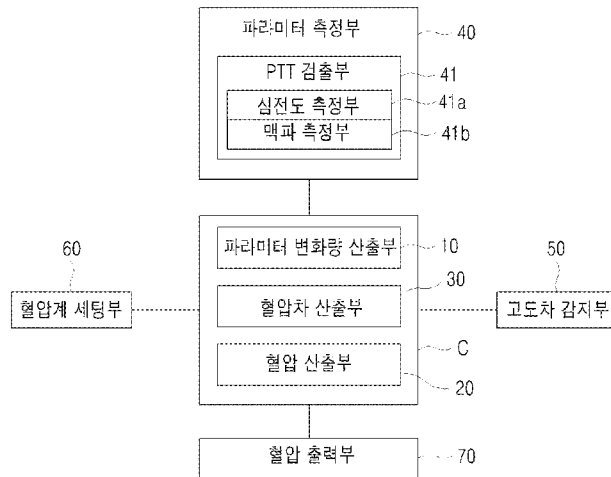 파라미터 측정부
40
PTT 검출부
41
심전도 측정부
41a
맥파 측정부
41b
60
파라미터 변화량 산출부
10
50
혈압계 세팅부
혈압차 산출부
30
고도차 감지부
혈압 산출부
C
20
혈압 출력부
70